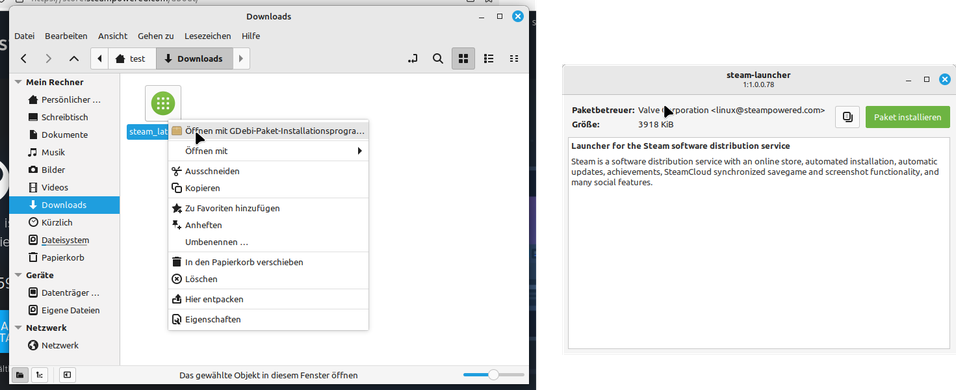 Downloads
Datei Bearbeiten Ansicht Gehen zu Lesezeichen Hilfe
test Downloads
Mein Rechner
Persönlicher ...
Schreibtisch
Dokumente
Musik
Bilder
Videos
Downloads
Kürzlich
Dateisystem
Papierkorb
Geräte
Datenträger ...
Eigene Dateien
Netzwerk
Netzwerk
Öffnen mit GDebi-Paket-Installationsprogra...
Öffnen mit
Ausschneiden
Kopieren
Zu Favoriten hinzufügen
Anheften
Umbenennen ...
In den Papierkorb verschieben
Löschen
Hier entpacken
Eigenschaften
Das gewählte Objekt in diesem Fenster öffnen
steam-launcher
1:1.0.0.78
Paketbetreuer: Valve <linux@steampowered.com>
Größe: 3918 KiB
Paket installieren
Launcher for the Steam software distribution service
Steam is a software distribution service with an online store, automated installation, automatic
updates, achievements, SteamCloud synchronized savegame and screenshot functionality, and
many social features.